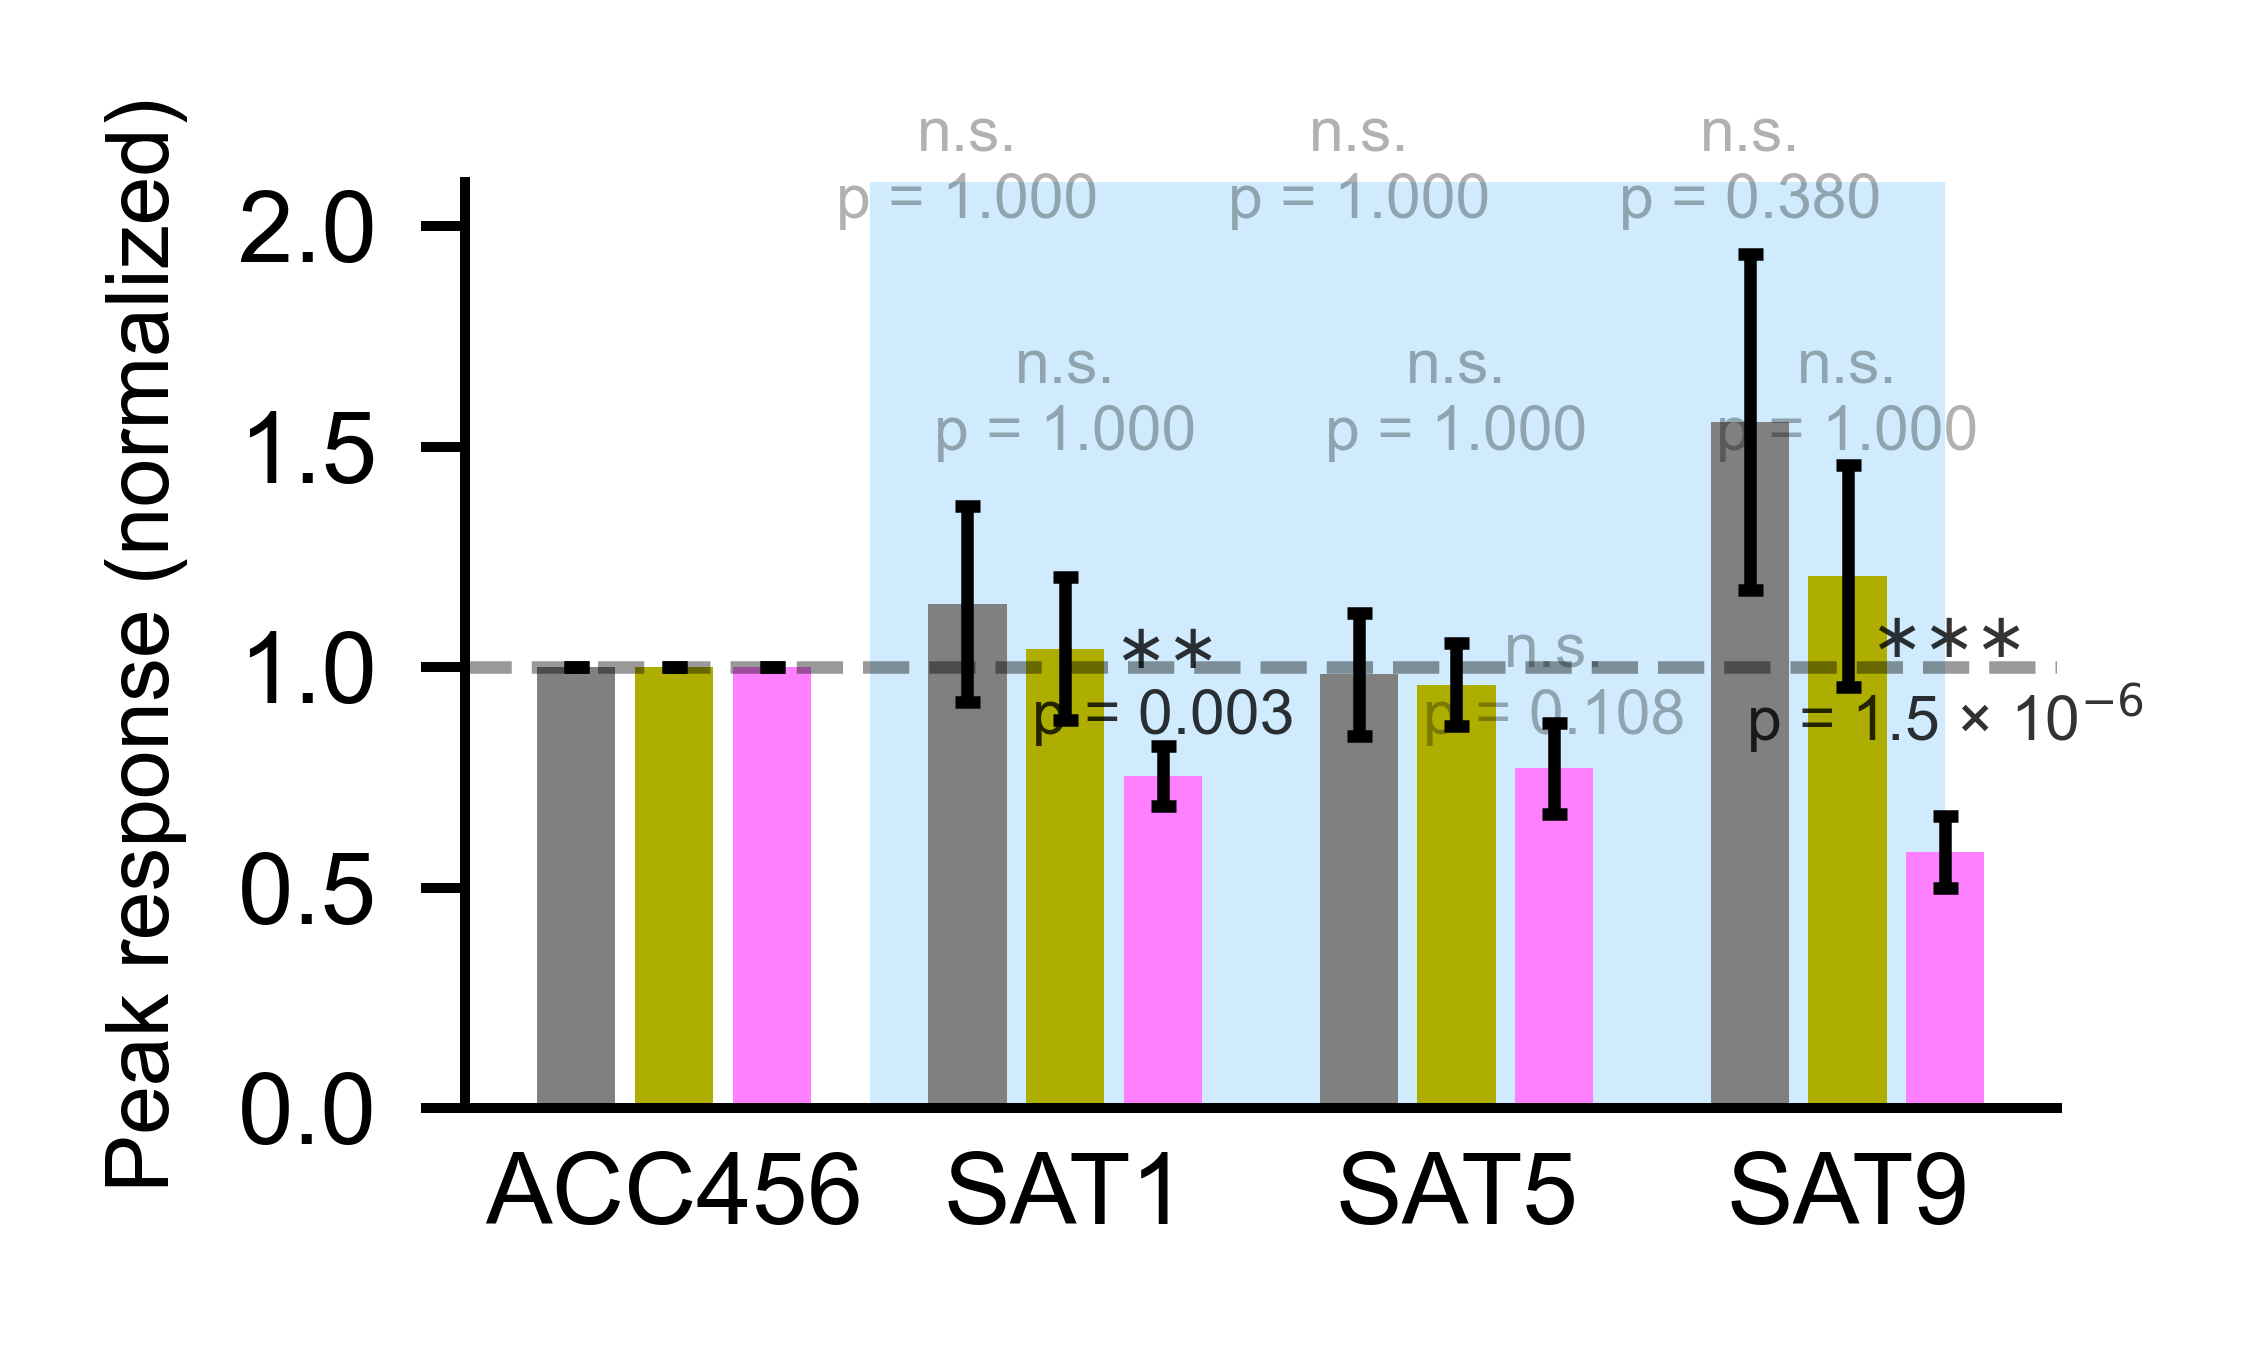 Peak response (normalized)
2.0
1.5
1.0
0.5
0.0
n.s.
p = 1.000
n.s.
p = 1.000
n.s.
p = 0.380
n.s.
p = 1.000
n.s.
p = 1.000
n.s.
p = 1.000
**
p = 0.003
n.s.
p = 0.108
***
p = 1.5 × 10⁻⁶
ACC456
SAT1
SAT5
SAT9